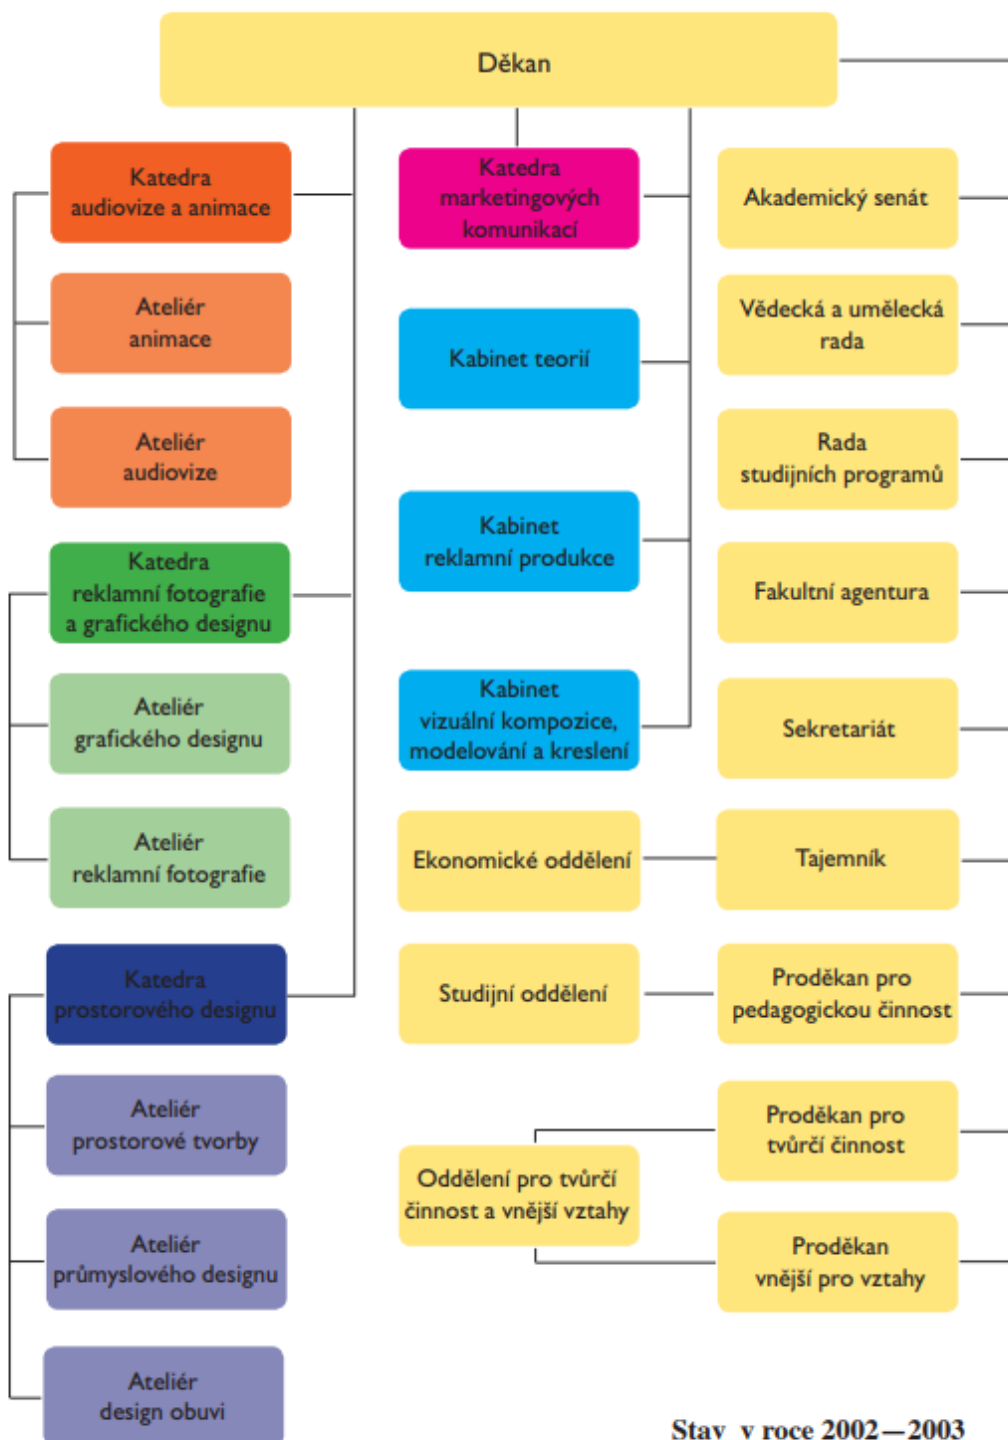 Děkan
Katedra
audiovize a animace
Ateliér
animace
Ateliér
audiovize
Katedra
reklamní fotografie
a grafického designu
Ateliér
grafického designu
Ateliér
reklamní fotografie
Katedra
prostorového designu
Ateliér
prostorové tvorby
Ateliér
průmyslového designu
Ateliér
design obuvi
Katedra
marketingových
komunikací
Kabinet teorií
Kabinet
reklamní produkce
Kabinet
vizuální kompozice,
modelování a kreslení
Ekonomické oddělení
Studijní oddělení
Oddělení pro tvůrčí
činnost a vnější vztahy
Akademický senát
Vědecká a umělecká
rada
Rada
studijních programů
Fakultní agentura
Sekretariát
Tajemník
Proděkan pro
pedagogickou činnost
Proděkan pro
tvůrčí činnost
Proděkan
vnější pro vztahy
Stav v roce 2002—2003